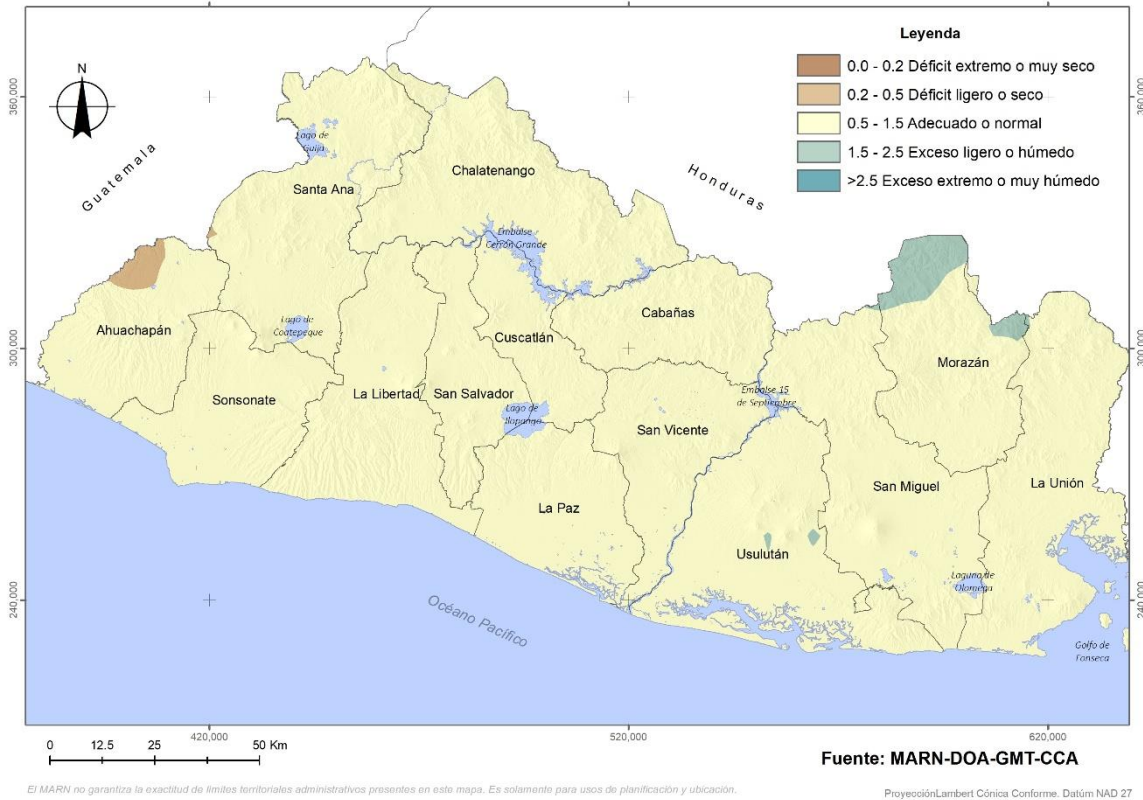 Leyenda
0.0 - 0.2 Déficit extremo o muy seco
0.2 - 0.5 Déficit ligero o seco
0.5 - 1.5 Adecuado o normal
1.5 - 2.5 Exceso ligero o húmedo
>2.5 Exceso extremo o muy húmedo
N
360,000
360,000
Guatemala
Honduras
Lago de
Guija
Santa Ana
Chalatenango
Embalse
Cerrón Grande
Ahuachapán
Lago de
Coatepeque
Cuscatlán
Cabañas
Morazán
300,000
300,000
Sonsonate
La Libertad
San Salvador
Lago de
Ilopango
San Vicente
Embalse 15
de Septiembre
La Paz
San Miguel
La Unión
Usulután
Laguna de
Olomega
240,000
240,000
Océano Pacífico
Golfo de
Fonseca
420,000
520,000
620,000
0 12.5 25 50 Km
Fuente: MARN-DOA-GMT-CCA
El MARN no garantiza la exactitud de limites territoriales administrativos presentes en este mapa. Es solamente para usos de planificación y ubicación.
ProyecciónLambert Cónica Conforme. Datúm NAD 27